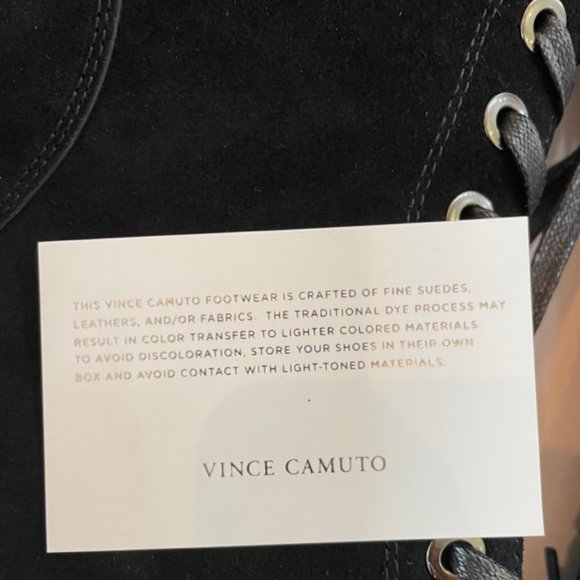 THIS VINCE CAMUTO FOOTWEAR IS CRAFTED OF FINE SUEDES,
LEATHERS, AND/OR FABRICS. THE TRADITIONAL DYE PROCESS MAY
RESULT IN COLOR TRANSFER TO LIGHTER COLORED MATERIALS.
TO AVOID DISCOLORATION, STORE YOUR SHOES IN THEIR OWN
BOX AND AVOID CONTACT WITH LIGHT-TONED MATERIALS.
VINCE CAMUTO